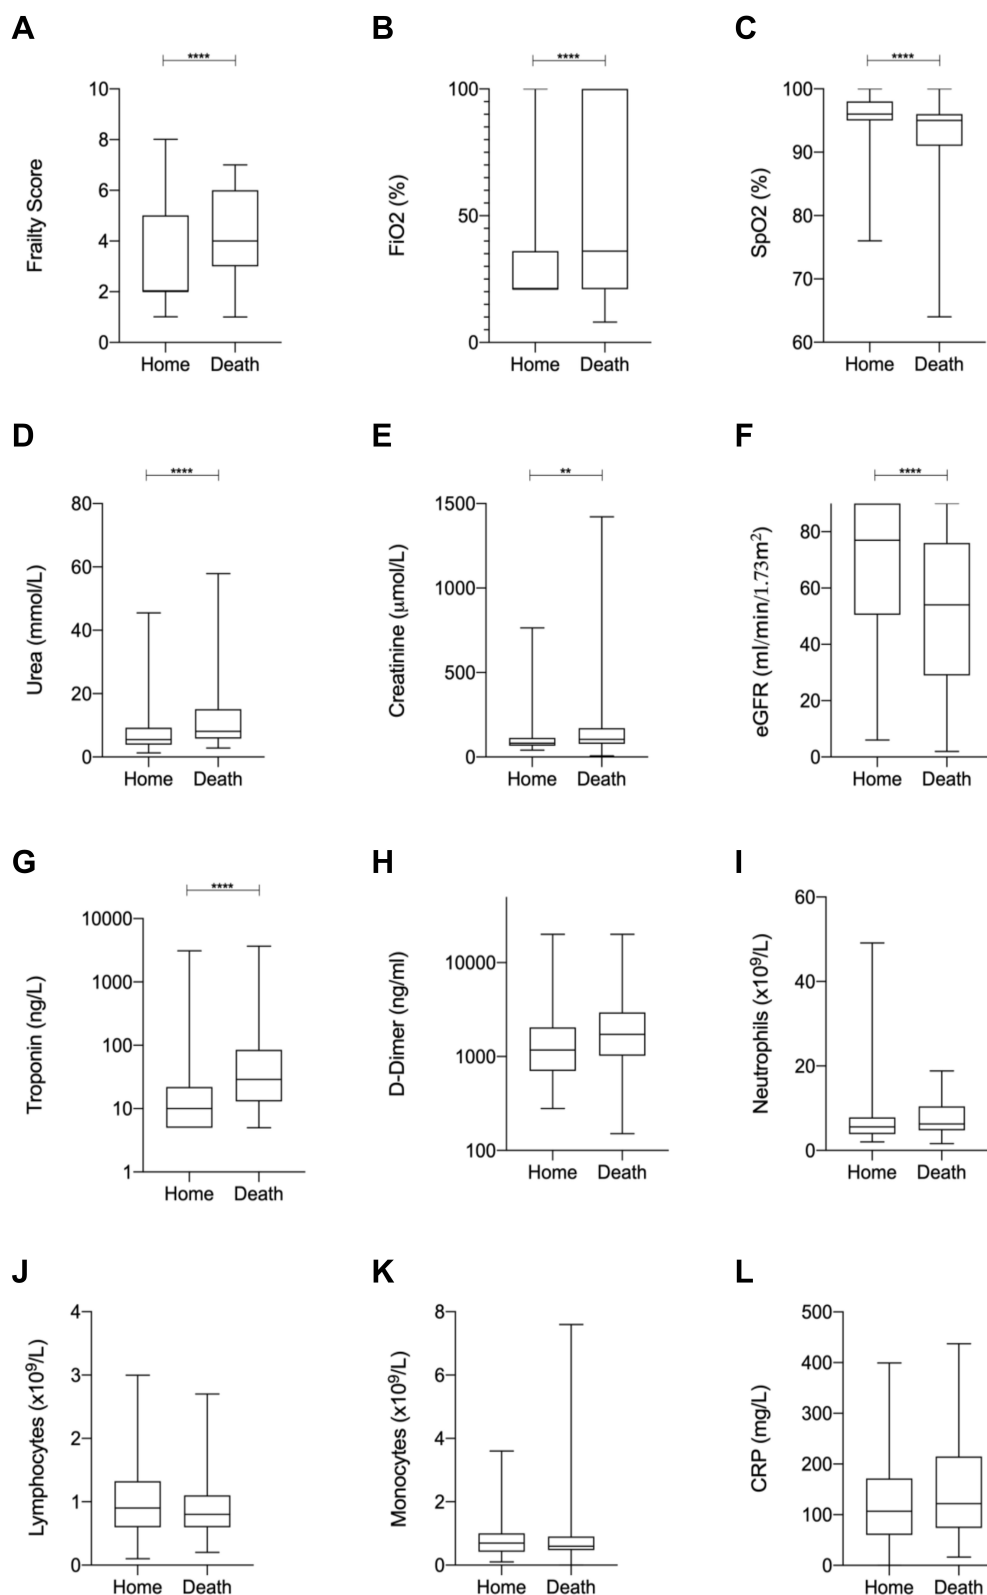 A
****
Frailty Score
10
8
6
4
2
0
Home Death
B
****
FiO2 (%)
100
50
0
Home Death
C
****
SpO2 (%)
100
90
80
70
60
Home Death
D
****
Urea (mmol/L)
80
60
40
20
0
Home Death
E
**
Creatinine (μmol/L)
1500
1000
500
0
Home Death
F
****
eGFR (ml/min/1.73m²)
80
60
40
20
0
Home Death
G
****
Troponin (ng/L)
10000
1000
100
10
1
Home Death
H
D-Dimer (ng/ml)
10000
1000
100
Home Death
I
Neutrophils (x10⁹/L)
60
40
20
0
Home Death
J
Lymphocytes (x10⁹/L)
4
3
2
1
0
Home Death
K
Monocytes (x10⁹/L)
8
6
4
2
0
Home Death
L
CRP (mg/L)
500
400
300
200
100
0
Home Death